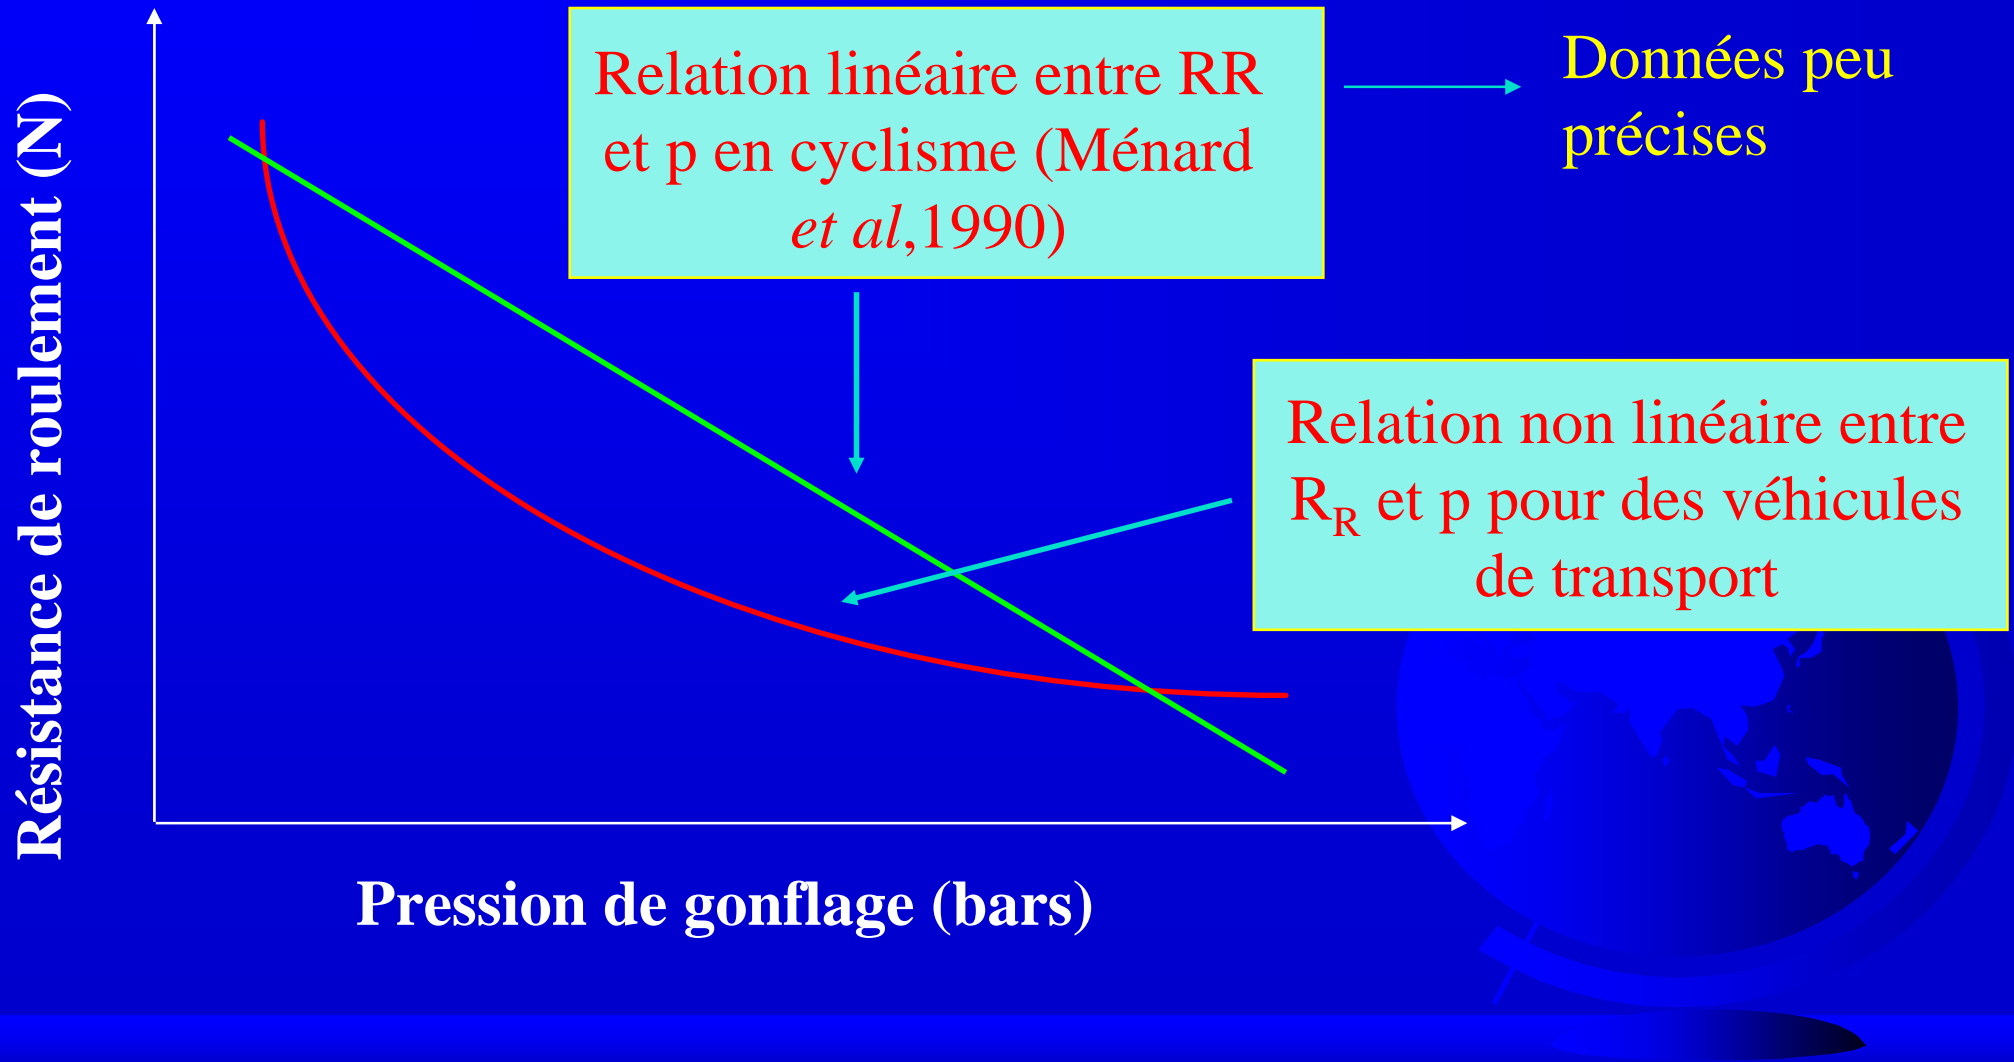 Relation linéaire entre RR
et p en cyclisme (Ménard
et al,1990)
Données peu
précises
Relation non linéaire entre
R_R et p pour des véhicules
de transport
Résistance de roulement (N)
Pression de gonflage (bars)